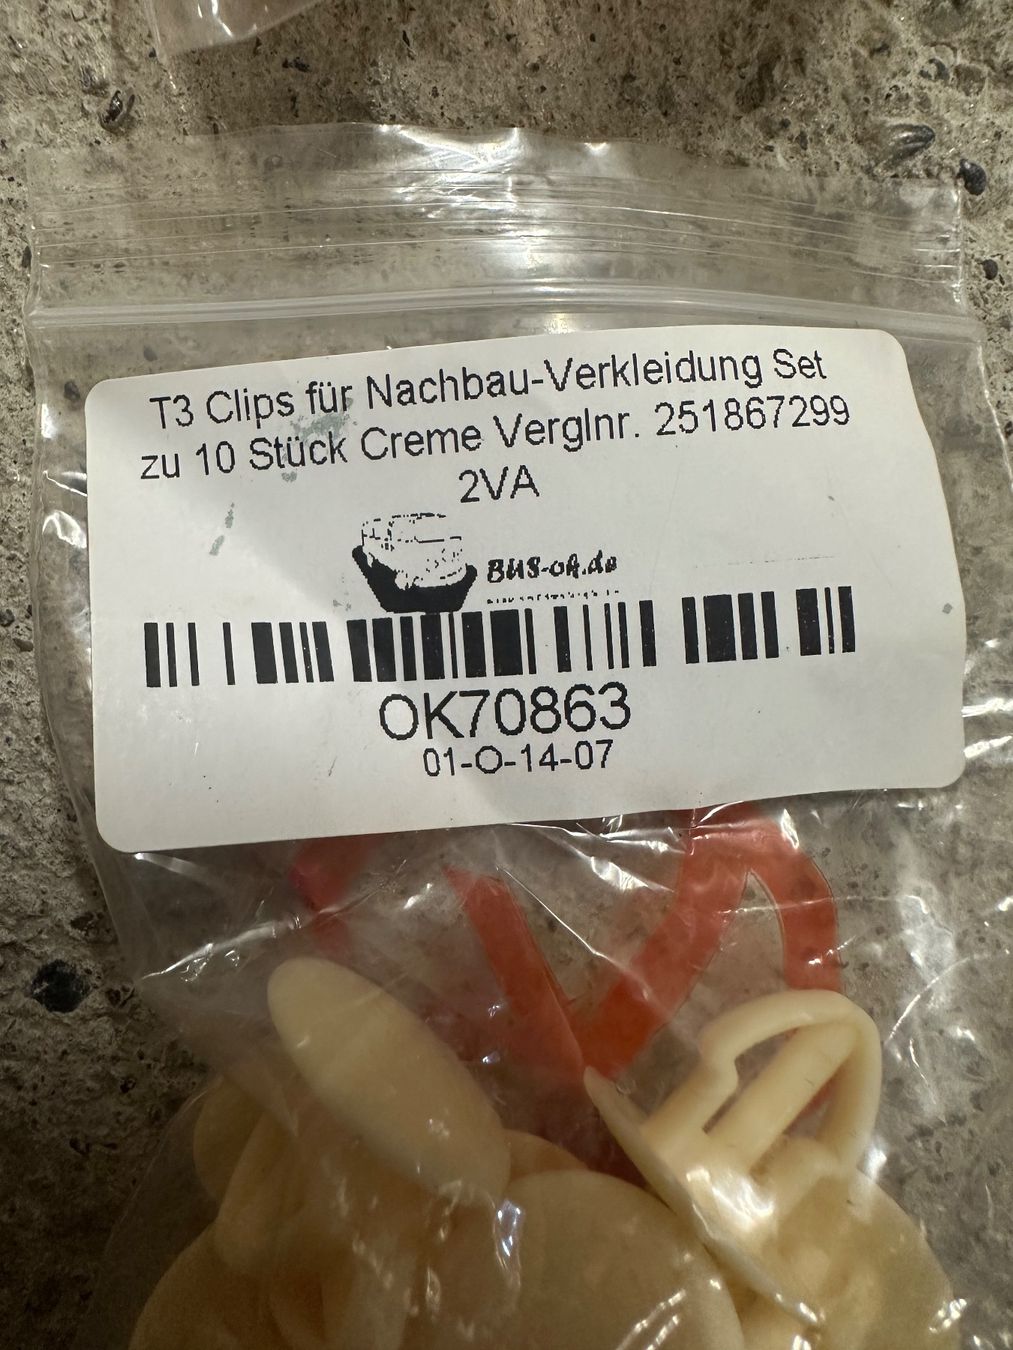 T3 Clips für Nachbau-Verkleidung Set
zu 10 Stück Creme Verglnr. 251867299
2VA
BUS-ok.de
OK70863
01-O-14-07